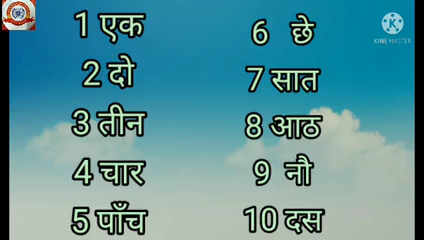 1 एक
2 दो
3 तीन
4 चार
5 पाँच
6 छे
7 सात
8 आठ
9 नौ
10 दस
KINEMASTER